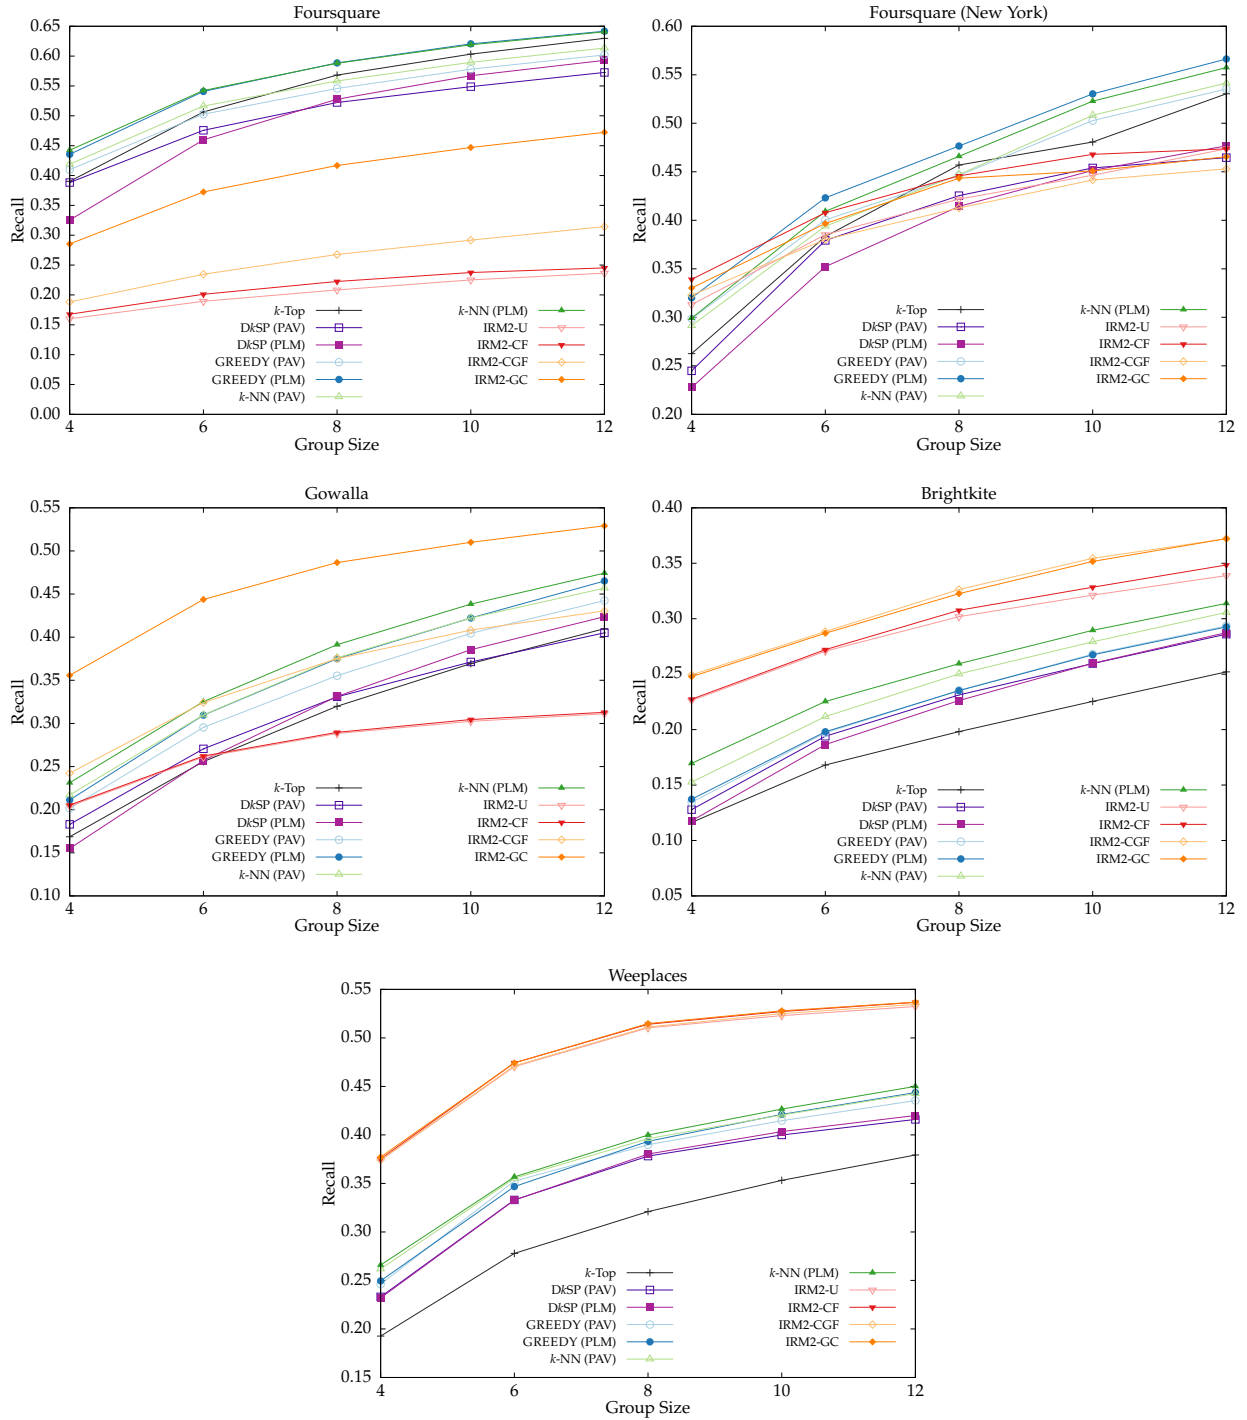 Foursquare
Recall
0.65
0.60
0.55
0.50
0.45
0.40
0.35
0.30
0.25
0.20
0.15
0.10
0.05
0.00
k-Top
DkSP (PAV)
DkSP (PLM)
GREEDY (PAV)
GREEDY (PLM)
k-NN (PAV)
k-NN (PLM)
IRM2-U
IRM2-CF
IRM2-CGF
IRM2-GC
4 6 8 10 12
Group Size
Foursquare (New York)
Recall
0.60
0.55
0.50
0.45
0.40
0.35
0.30
0.25
0.20
k-Top
DkSP (PAV)
DkSP (PLM)
GREEDY (PAV)
GREEDY (PLM)
k-NN (PAV)
k-NN (PLM)
IRM2-U
IRM2-CF
IRM2-CGF
IRM2-GC
4 6 8 10 12
Group Size
Gowalla
Recall
0.55
0.50
0.45
0.40
0.35
0.30
0.25
0.20
0.15
0.10
k-Top
DkSP (PAV)
DkSP (PLM)
GREEDY (PAV)
GREEDY (PLM)
k-NN (PAV)
k-NN (PLM)
IRM2-U
IRM2-CF
IRM2-CGF
IRM2-GC
4 6 8 10 12
Group Size
Brightkite
Recall
0.40
0.35
0.30
0.25
0.20
0.15
0.10
0.05
k-Top
DkSP (PAV)
DkSP (PLM)
GREEDY (PAV)
GREEDY (PLM)
k-NN (PAV)
k-NN (PLM)
IRM2-U
IRM2-CF
IRM2-CGF
IRM2-GC
4 6 8 10 12
Group Size
Weeplaces
Recall
0.55
0.50
0.45
0.40
0.35
0.30
0.25
0.20
0.15
k-Top
DkSP (PAV)
DkSP (PLM)
GREEDY (PAV)
GREEDY (PLM)
k-NN (PAV)
k-NN (PLM)
IRM2-U
IRM2-CF
IRM2-CGF
IRM2-GC
4 6 8 10 12
Group Size